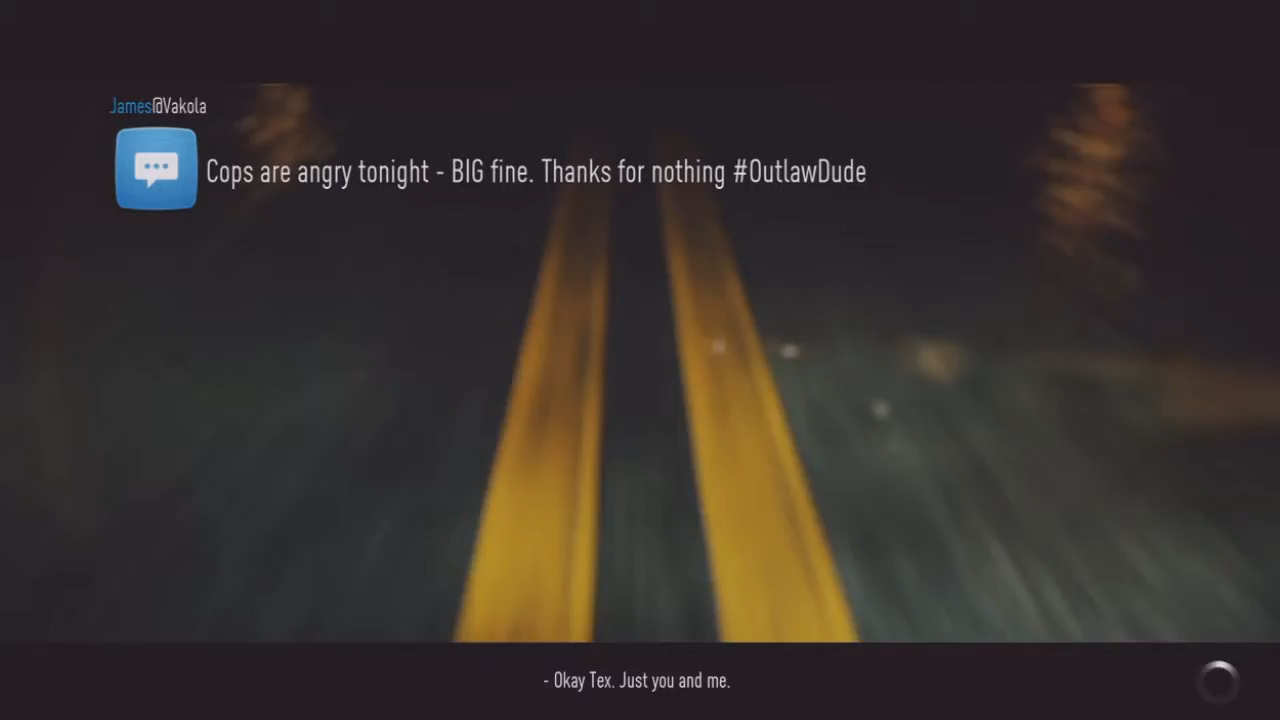 James@Vakola
Cops are angry tonight - BIG fine. Thanks for nothing #OutlawDude
- Okay Tex. Just you and me.